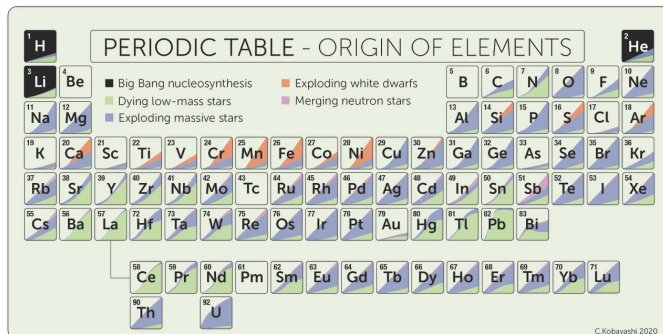 1 H
PERIODIC TABLE - ORIGIN OF ELEMENTS
2 He
3 Li
4 Be
Big Bang nucleosynthesis
Dying low-mass stars
Exploding massive stars
Exploding white dwarfs
Merging neutron stars
5 B
6 C
7 N
8 O
9 F
10 Ne
11 Na
12 Mg
13 Al
14 Si
15 P
16 S
17 Cl
18 Ar
19 K
20 Ca
21 Sc
22 Ti
23 V
24 Cr
25 Mn
26 Fe
27 Co
28 Ni
29 Cu
30 Zn
31 Ga
32 Ge
33 As
34 Se
35 Br
36 Kr
37 Rb
38 Sr
39 Y
40 Zr
41 Nb
42 Mo
43 Tc
44 Ru
45 Rh
46 Pd
47 Ag
48 Cd
49 In
50 Sn
51 Sb
52 Te
53 I
54 Xe
55 Cs
56 Ba
57 La
72 Hf
73 Ta
74 W
75 Re
76 Os
77 Ir
78 Pt
79 Au
80 Hg
81 Tl
82 Pb
83 Bi
58 Ce
59 Pr
60 Nd
61 Pm
62 Sm
63 Eu
64 Gd
65 Tb
66 Dy
67 Ho
68 Er
69 Tm
70 Yb
71 Lu
90 Th
92 U
C.Kobayashi 2020